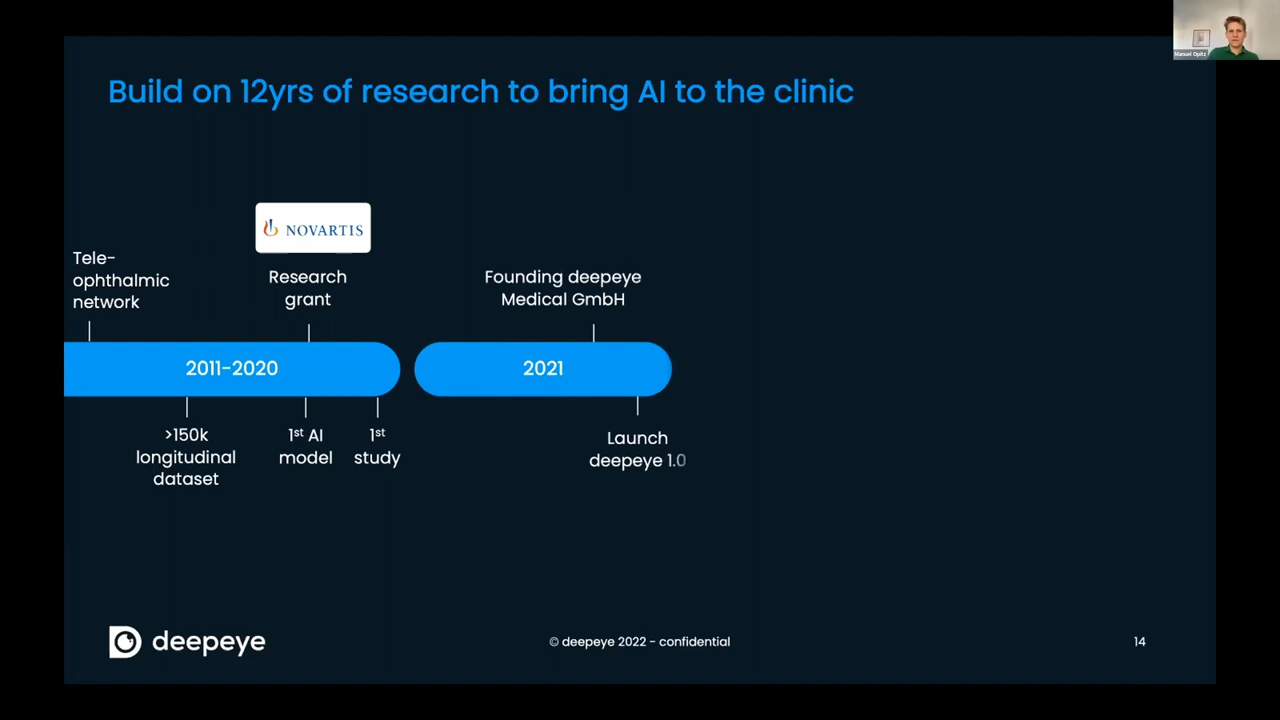 Manuel Opitz
Build on 12yrs of research to bring AI to the clinic
NOVARTIS
Tele-
ophthalmic
network
Research
grant
Founding deepeye
Medical GmbH
2011-2020
2021
>150k
longitudinal
dataset
1st AI
model
1st
study
Launch
deepeye 1.0
deepeye
© deepeye 2022 - confidential
14